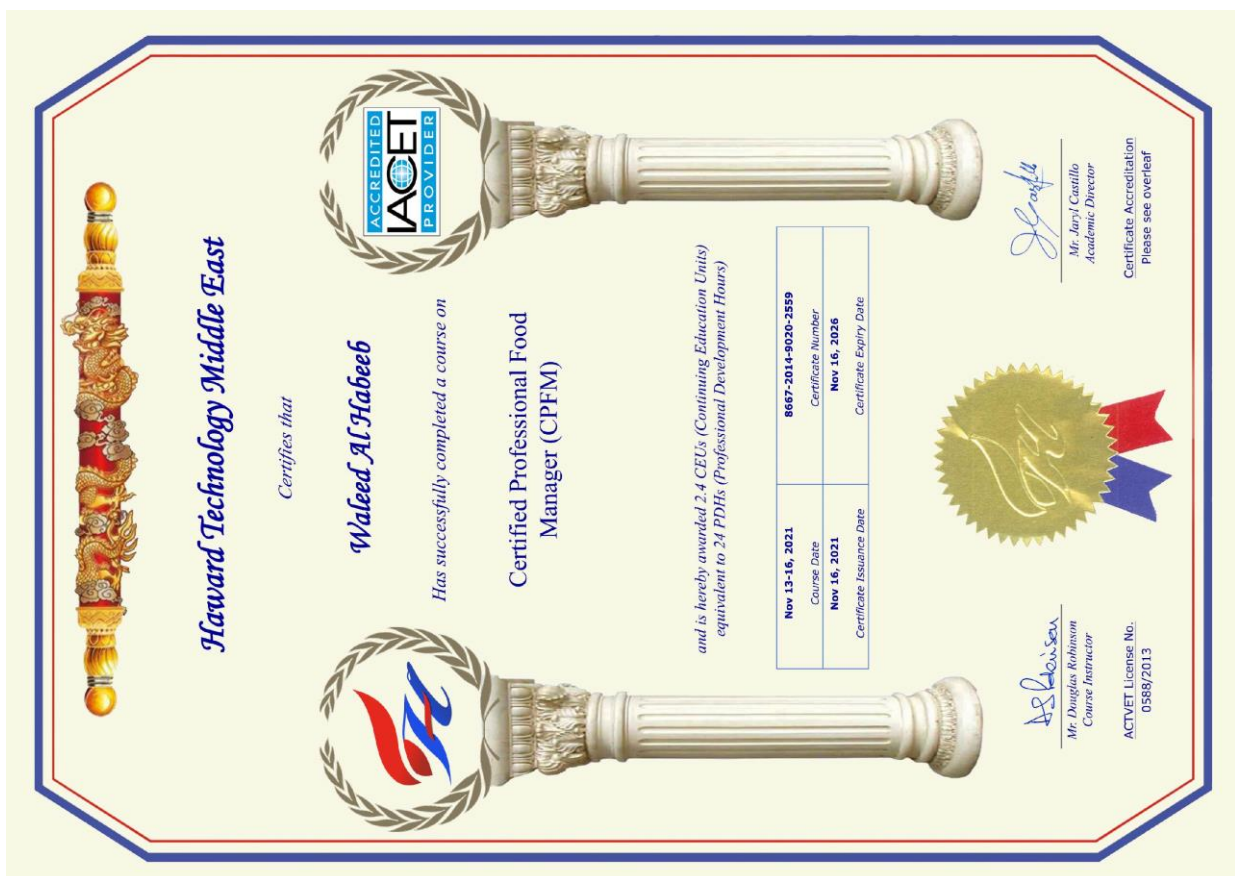 Haward Technology Middle East
Certifies that
Waleed Al Habeeb
Has successfully completed a course on
Certified Professional Food
Manager (CPFM)
and is hereby awarded 2.4 CEUs (Continuing Education Units)
equivalent to 24 PDHs (Professional Development Hours)
Nov 13-16, 2021
8667-2014-9020-2559
Course Date
Certificate Number
Nov 16, 2021
Nov 16, 2026
Certificate Issuance Date
Certificate Expiry Date
Mr. Douglas Robinson
Course Instructor
ACTVET License No.
0588/2013
Mr. Jaryl Castillo
Academic Director
Certificate Accreditation
Please see overleaf
ACCREDITED
IACET
PROVIDER